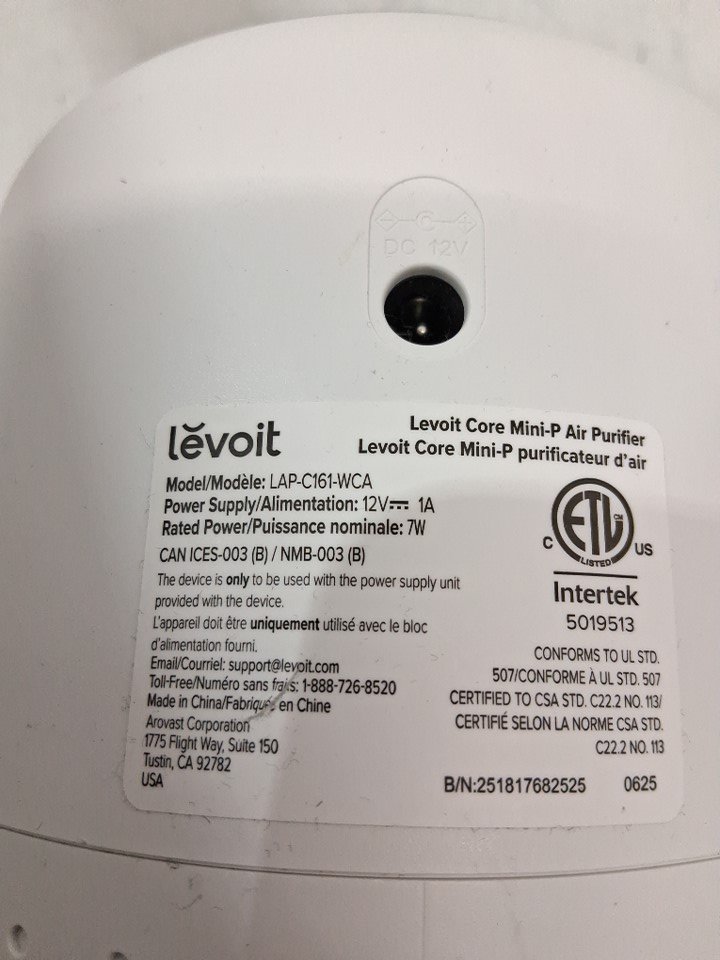 DC 12V
lĕvoit
Levoit Core Mini-P Air Purifier
Levoit Core Mini-P purificateur d'air
Model/Modèle: LAP-C161-WCA
Power Supply/Alimentation: 12V⎓ 1A
Rated Power/Puissance nominale: 7W
CAN ICES-003 (B) / NMB-003 (B)
The device is only to be used with the power supply unit
provided with the device.
L'appareil doit être uniquement utilisé avec le bloc
d'alimentation fourni.
Email/Courriel: support@levoit.com
Toll-Free/Numéro sans frais: 1-888-726-8520
Made in China/Fabriqué en Chine
Arovast Corporation
1775 Flight Way, Suite 150
Tustin, CA 92782
USA
ETL CM
LISTED
C US
Intertek
5019513
CONFORMS TO UL STD.
507/CONFORME À UL STD. 507
CERTIFIED TO CSA STD. C22.2 NO. 113/
CERTIFIÉ SELON LA NORME CSA STD.
C22.2 NO. 113
B/N:251817682525 0625